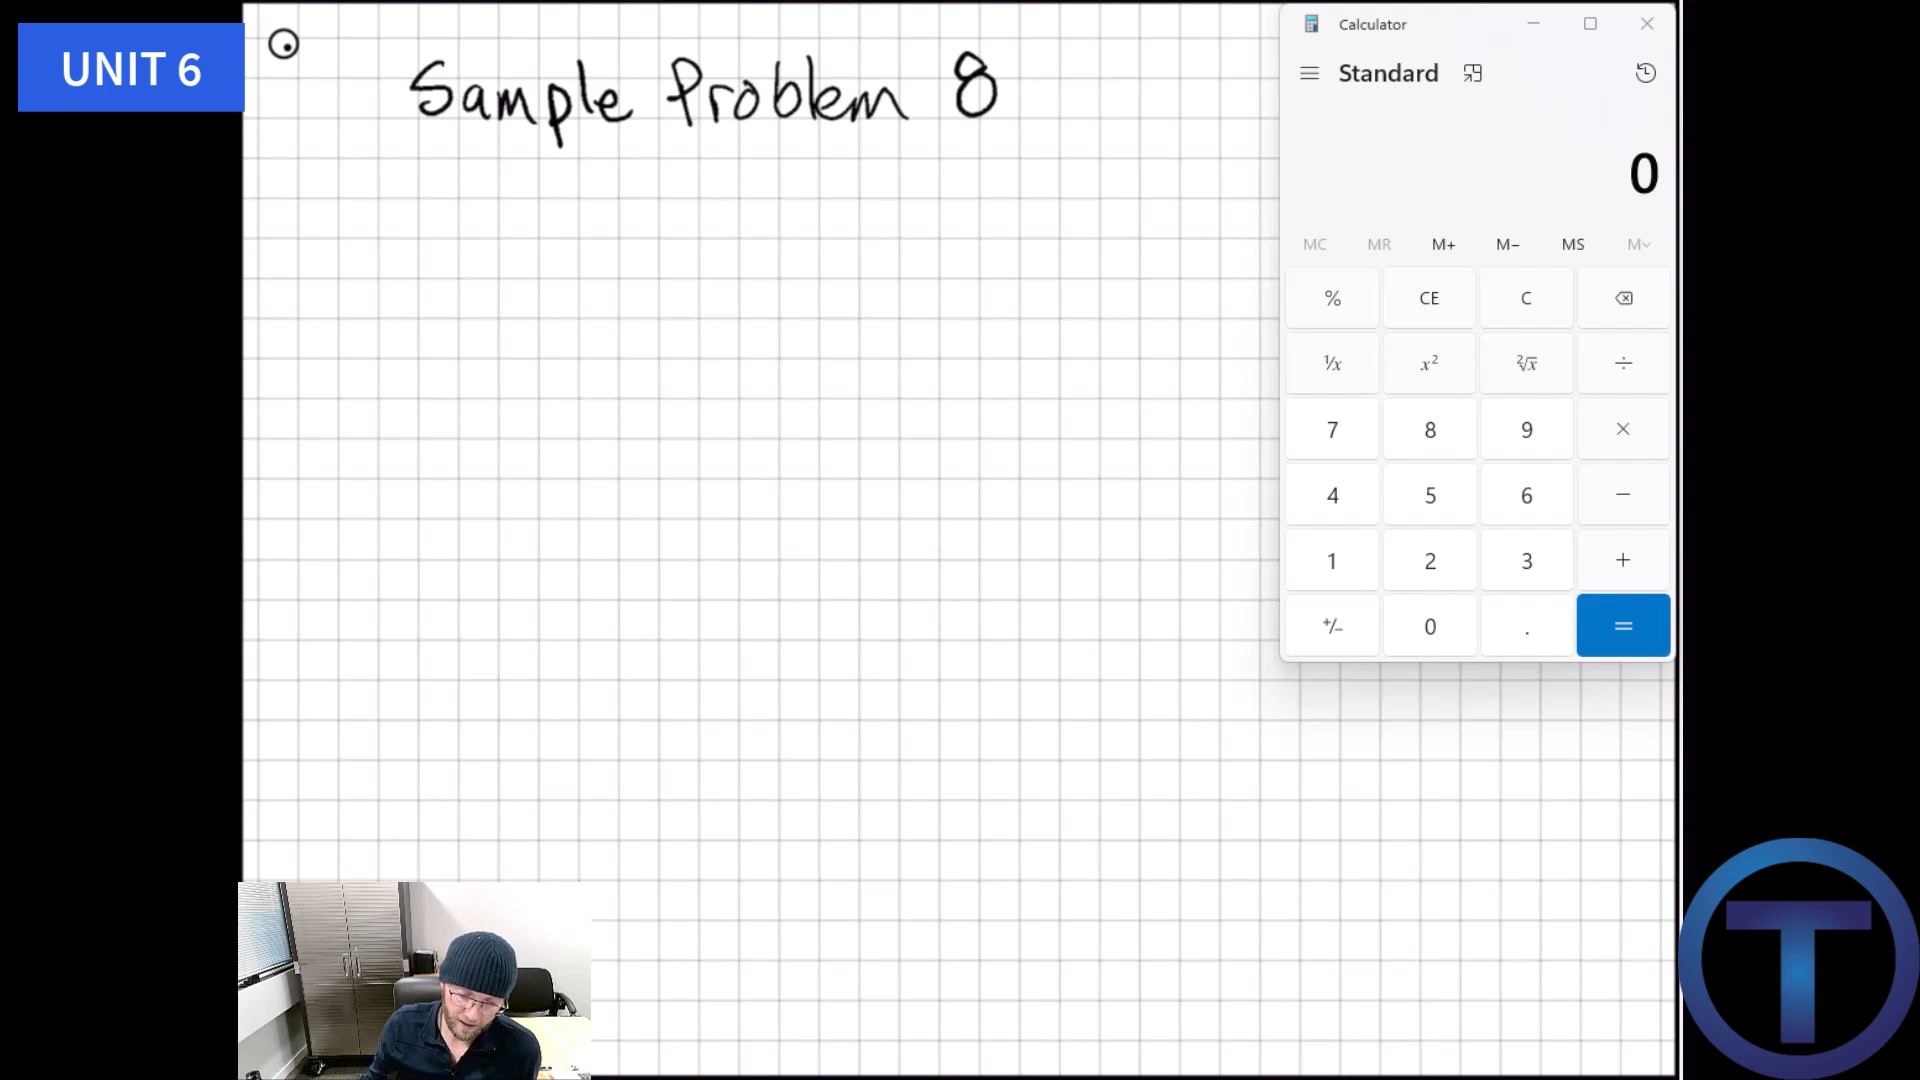 UNIT 6
Sample Problem 8
Calculator
Standard
0
MC MR M+ M- MS M
% CE C
1/x x² ²√x ÷
7 8 9 ×
4 5 6 −
1 2 3 +
+/− 0 . =
T